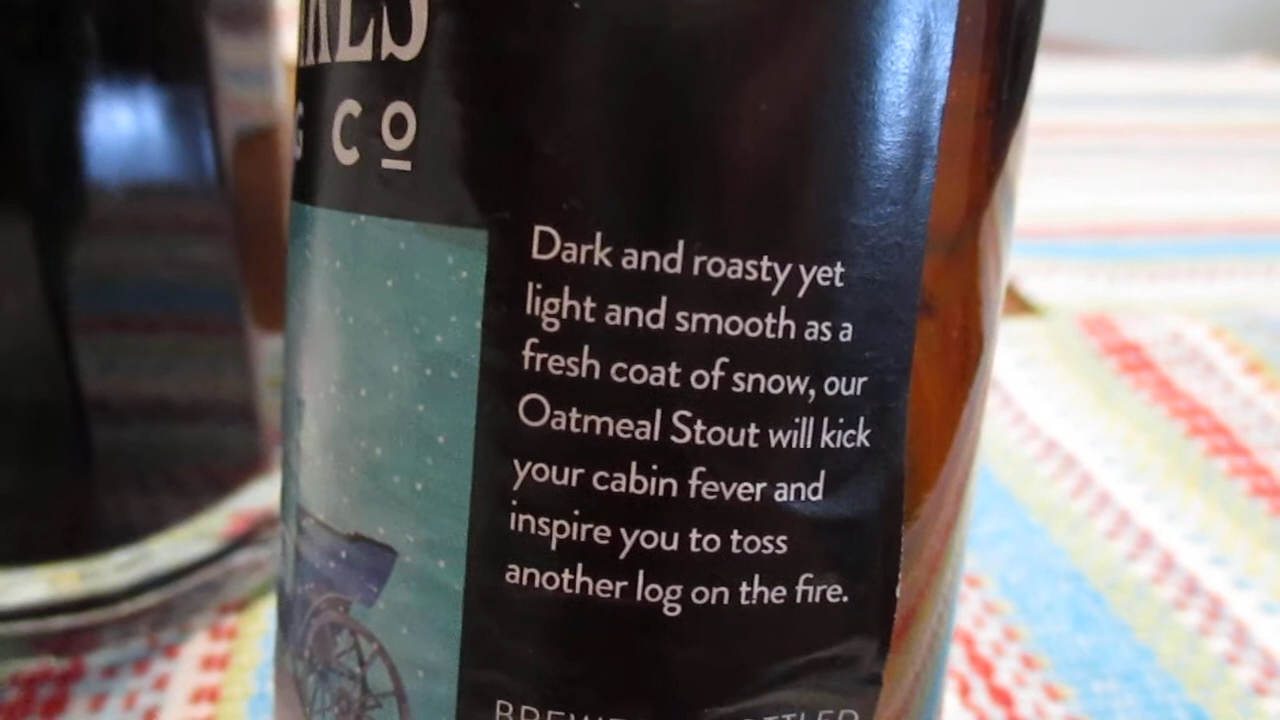 Co
Dark and roasty yet
light and smooth as a
fresh coat of snow, our
Oatmeal Stout will kick
your cabin fever and
inspire you to toss
another log on the fire.